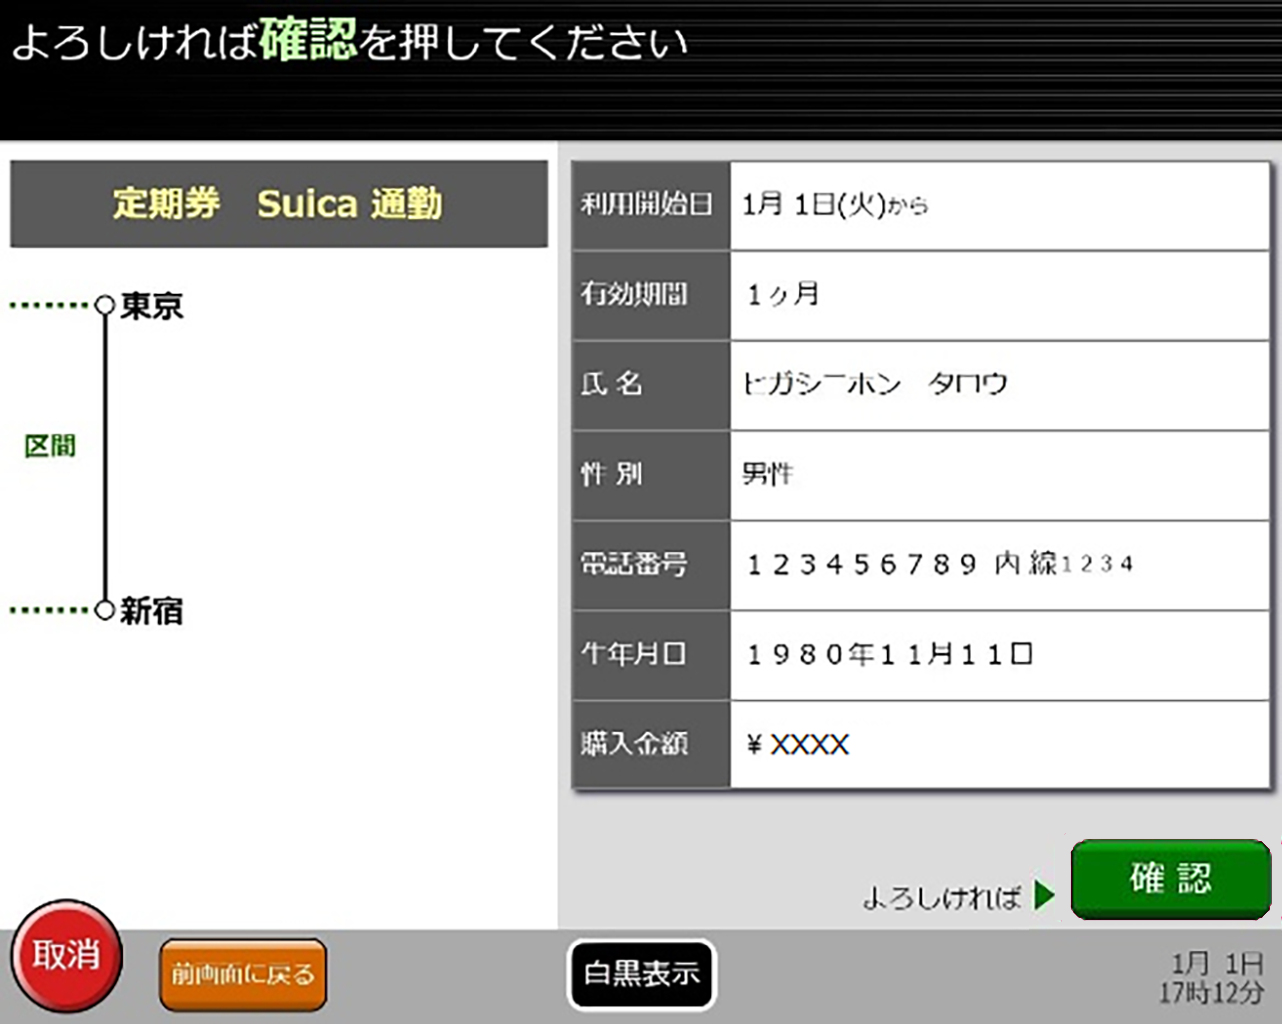 よろしければ確認を押してください
定期券　Suica 通勤
東京
区間
新宿
利用開始日 1月 1日(火)から
有効期間 1ヶ月
氏 名 ヒガシニホン　タロウ
性 別 男性
電話番号 １２３４５６７８９ 内線１２３４
生年月日 １９８０年１１月１１日
購入金額 ¥ XXXX
よろしければ ▶ 確 認
取消
前画面に戻る
白黒表示
1月 1日
17時12分